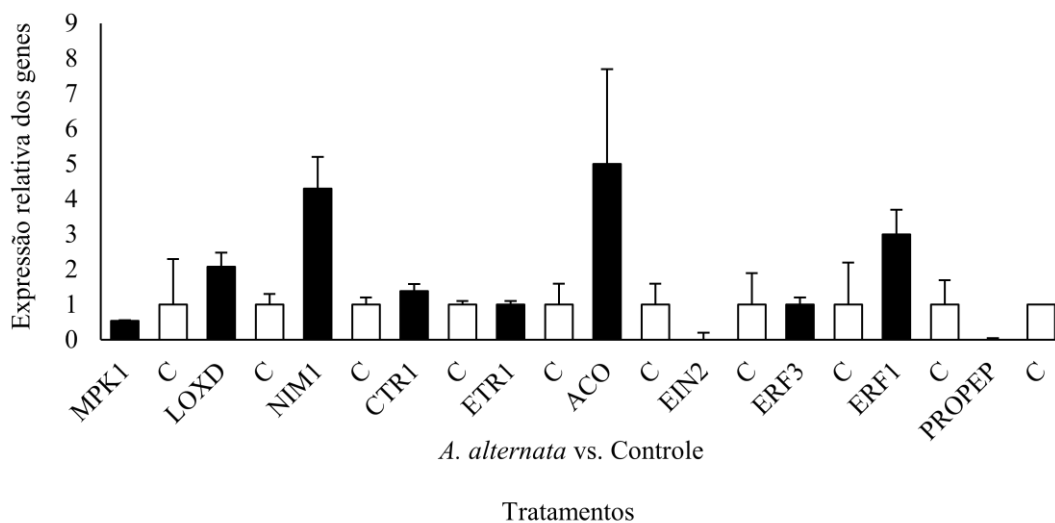 Expressão relativa dos genes
9
8
7
6
5
4
3
2
1
0
MPK1 C LOXD C NIM1 C CTR1 C ETR1 C ACO C EIN2 C ERF3 C ERF1 C PROPEP C
A. alternata vs. Controle
Tratamentos